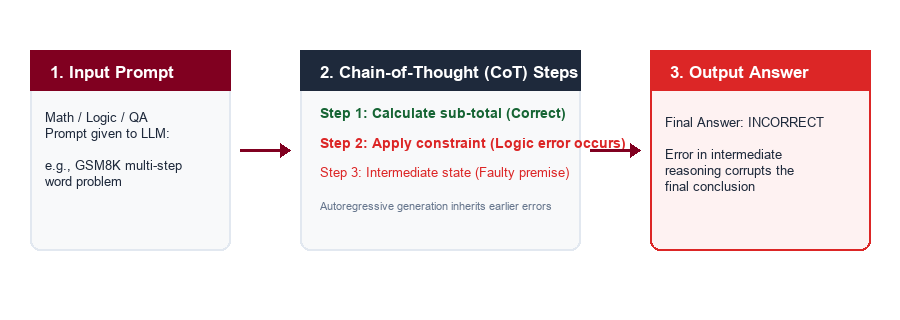 1. Input Prompt
Math / Logic / QA
Prompt given to LLM:
e.g., GSM8K multi-step
word problem
2. Chain-of-Thought (CoT) Steps
Step 1: Calculate sub-total (Correct)
Step 2: Apply constraint (Logic error occurs)
Step 3: Intermediate state (Faulty premise)
Autoregressive generation inherits earlier errors
3. Output Answer
Final Answer: INCORRECT
Error in intermediate
reasoning corrupts the
final conclusion